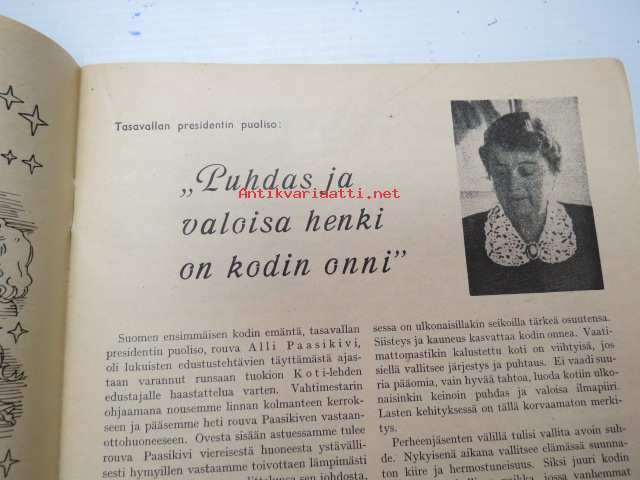 Tasavallan presidentin puoliso:
„Puhdas ja
Antikvariaatti.net
valoisa henki
on kodin onni”
Suomen ensimmäisen kodin emäntä, tasavallan
presidentin puoliso, rouva Alli Paasikivi,
oli lukuisten edustustehtävien täyttämästä ajas-
taan varannut runsaan tuokion Koti-lehden
edustajalle haastattelua varten. Vahtimestarin
ohjaamana nousemme linnan kolmanteen kerrok-
seen ja pääsemme heti rouva Paasikiven vastaan-
ottohuoneeseen. Ovesta sisään astuessamme tulee
rouva Paasikivi viereisestä huoneesta ystävälli-
sesti hymyillen vastaamme toivottaen lämpimästi
sessa on ulkonaisillakin seikoilla tärkeä osuutensa.
Siisteys ja kauneus kasvattaa kodin onnea. Vaati-
mattomastikin kalustettu koti on viihtyisä, jos
siellä vallitsee järjestys ja puhtaus. Ei vaadi suu-
ria pääomia, vain hyvää tahtoa, luoda kotiin ulko-
naisinkin keinoin puhdas ja valoisa ilmapiiri.
Lasten kehityksessä on tällä korvaamaton merki-
tys.
Perheenjäsenten välillä tulisi vallita avoin suh-
de. Nykyisenä aikana vallitsee elämässä suunna-
ton kiire ja hermostuneisuus. Siksi juuri kodin
jossa vanhemmat